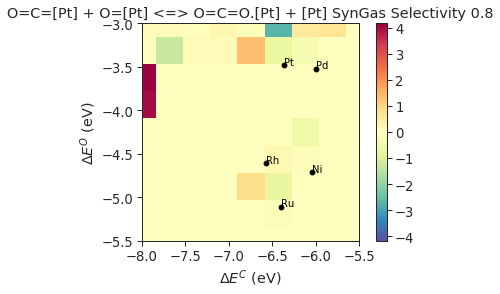 O=C=[Pt] + O=[Pt] <=> O=C=O.[Pt] + [Pt] SynGas Selectivity 0.8
−3.0
−3.5
−4.0
−4.5
−5.0
−5.5
ΔE^O (eV)
Pt
Pd
Rh
Ni
Ru
−8.0 −7.5 −7.0 −6.5 −6.0 −5.5
ΔE^C (eV)
4
3
2
1
0
−1
−2
−3
−4